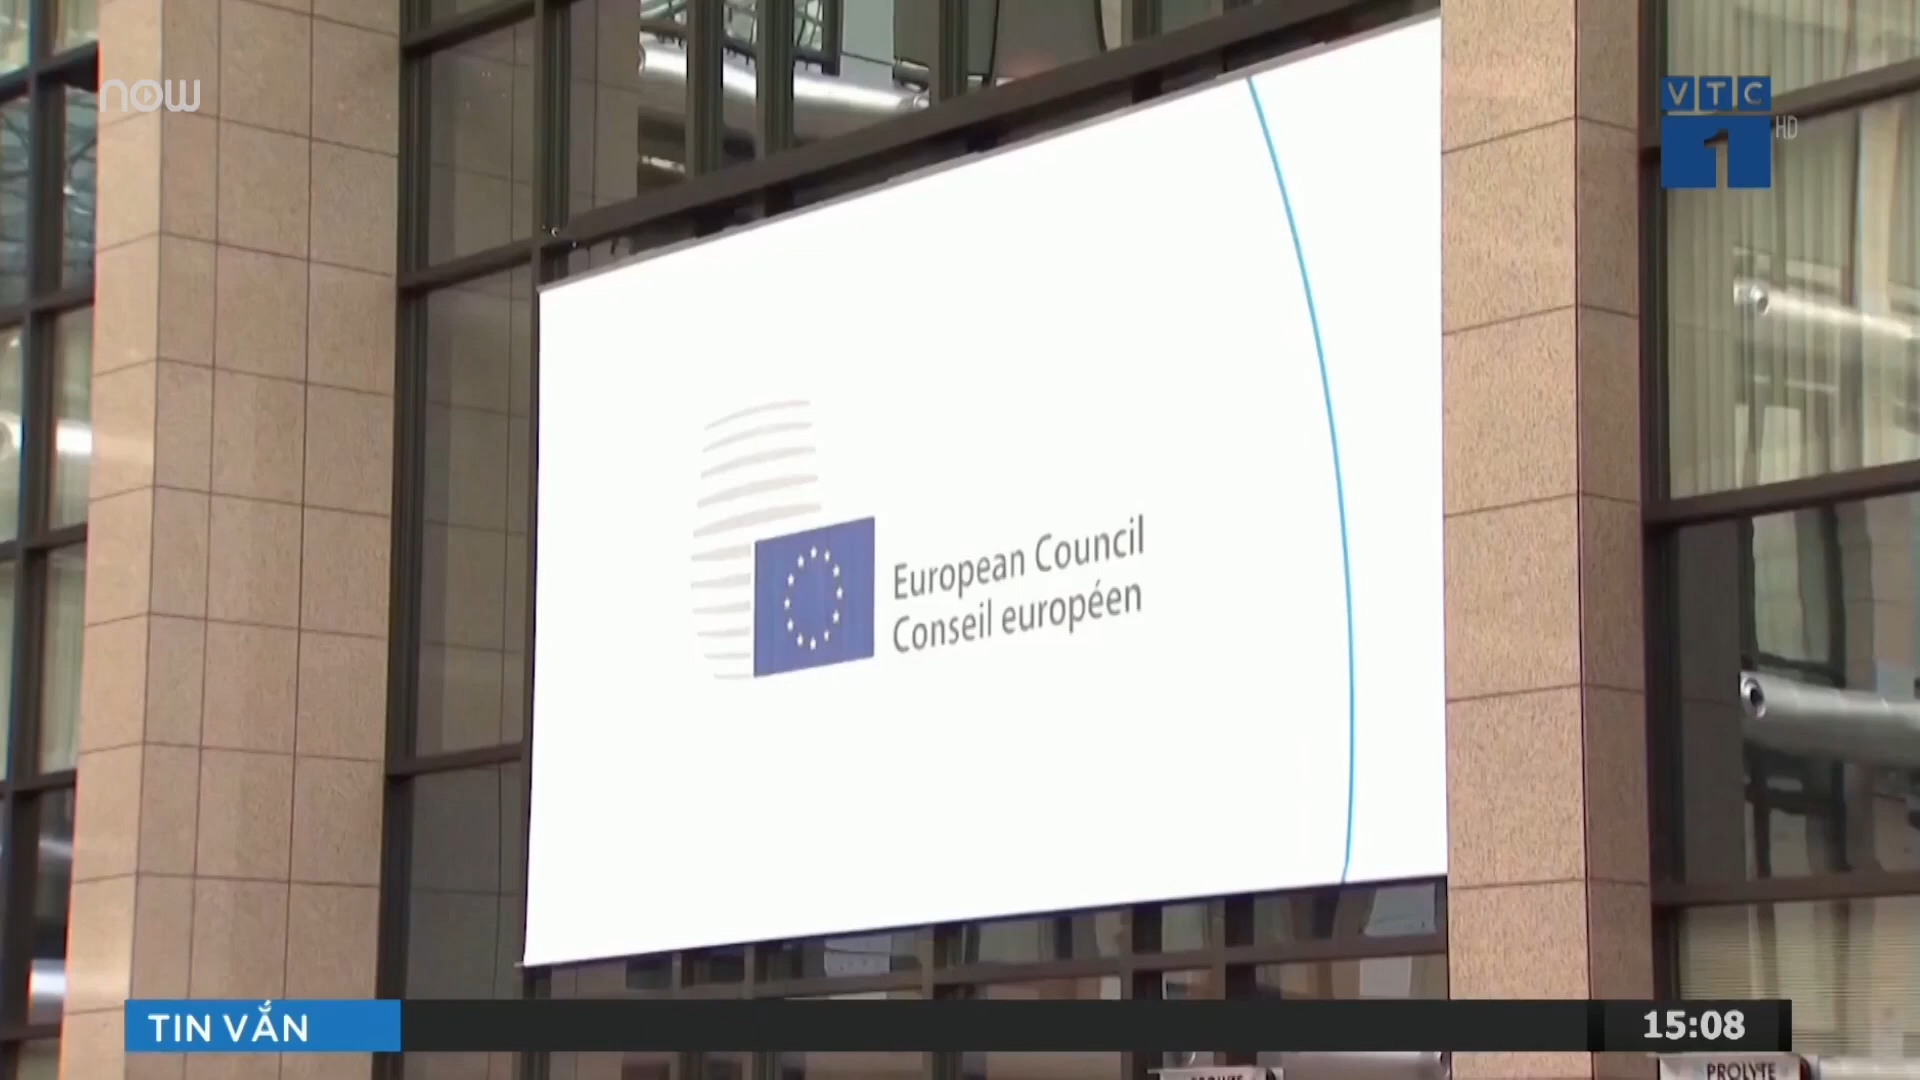 now
VTC
1
HD
European Council
Conseil européen
TIN VẮN
15:08
PROLYTE